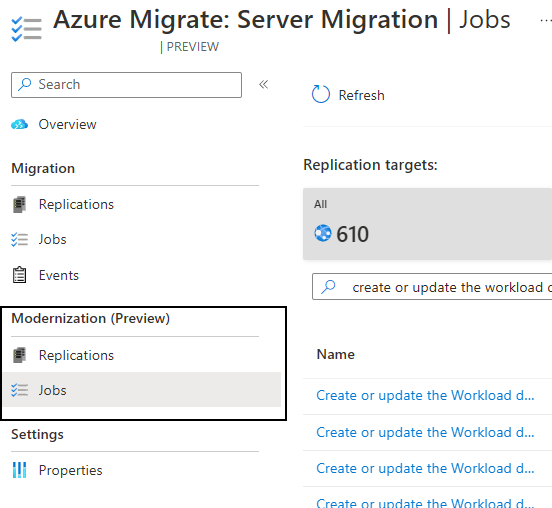 Azure Migrate: Server Migration | Jobs ...
| PREVIEW
Search
Overview
Migration
Replications
Jobs
Events
Modernization (Preview)
Replications
Jobs
Settings
Properties
Refresh
Replication targets:
All
610
create or update the workload d
Name
Create or update the Workload d...
Create or update the Workload d...
Create or update the Workload d...
Create or update the Workload d...